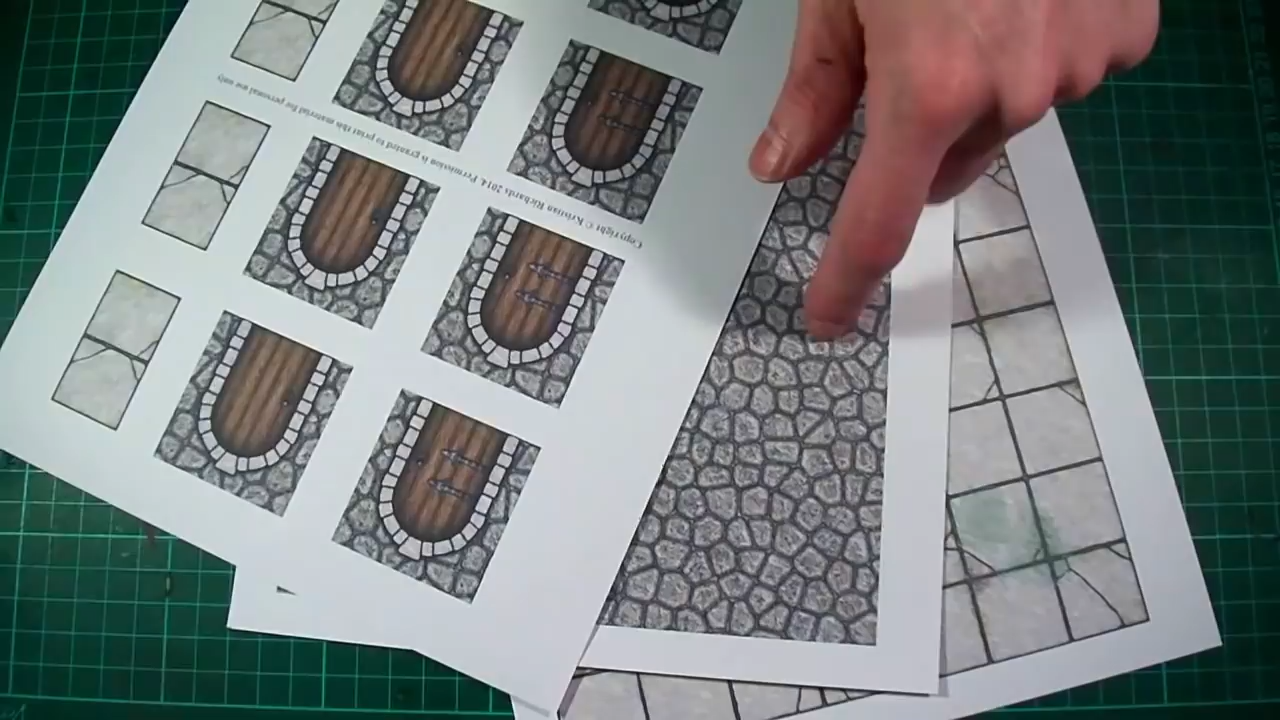 Copyright © Kristian Richards 2014. Permission is granted to print this material for personal use only